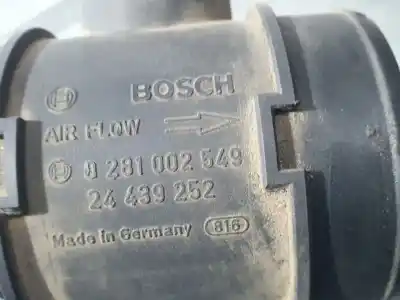 BOSCH
AIR FLOW
0 281 002 549
24 439 252
Made in Germany 816